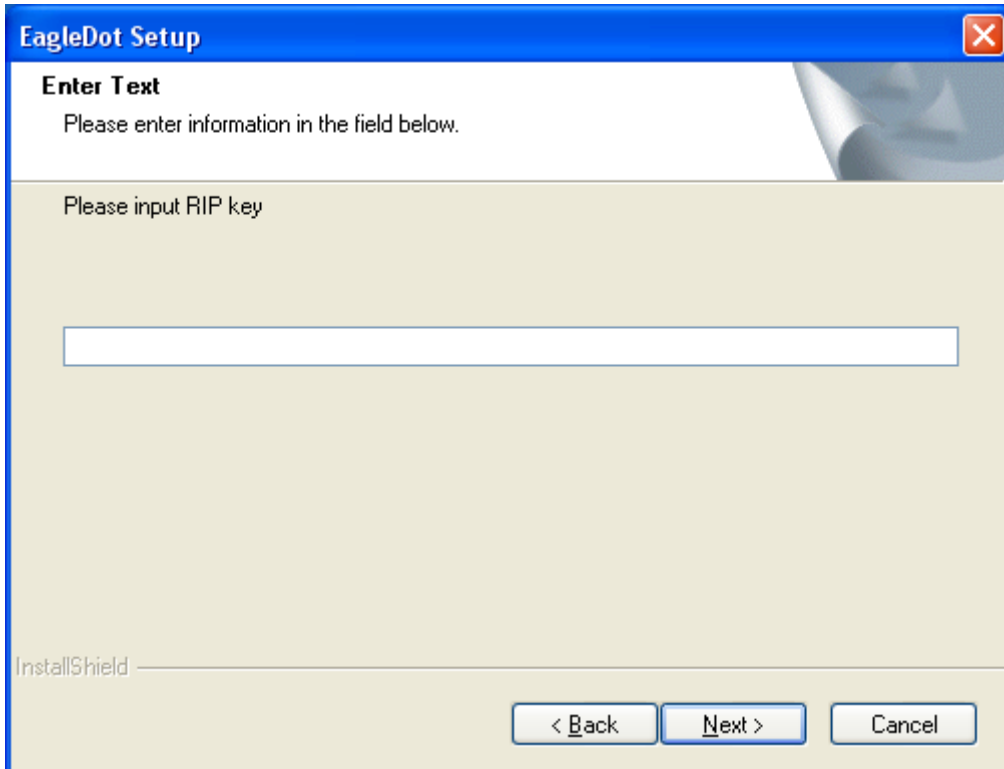 EagleDot Setup
Enter Text
Please enter information in the field below.
Please input RIP key
InstallShield
< Back
Next >
Cancel